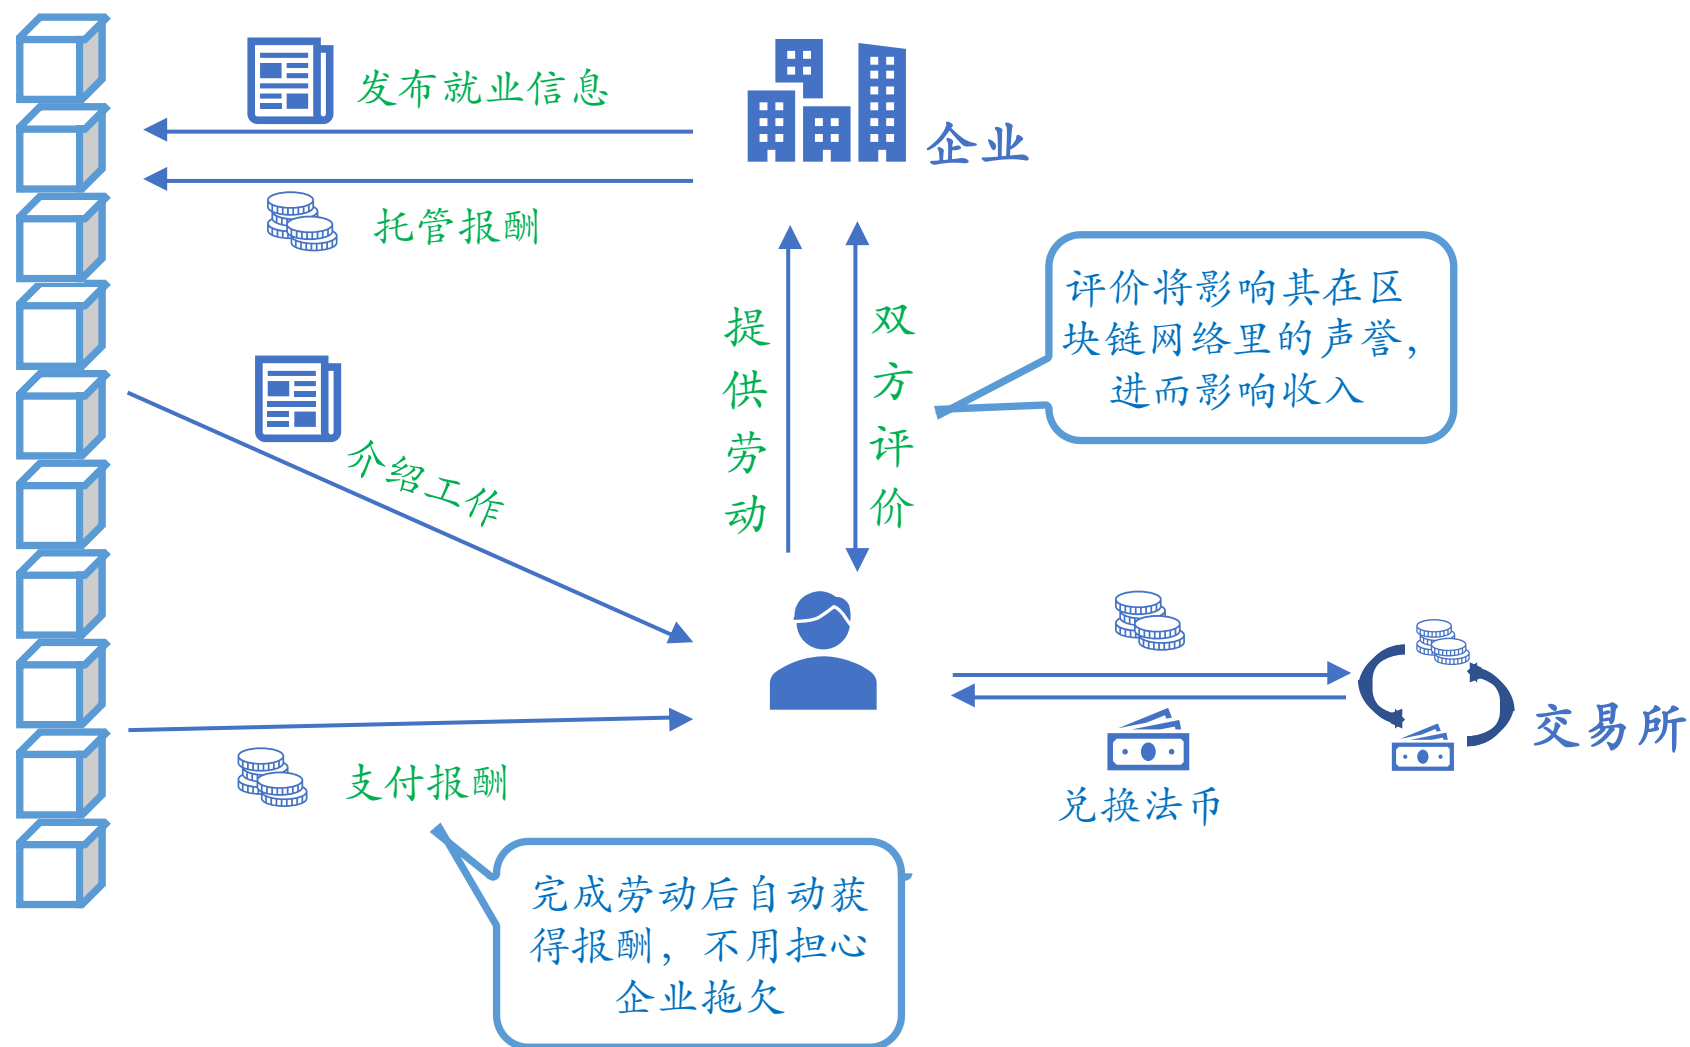 发布就业信息
企业
托管报酬
评价将影响其在区
块链网络里的声誉，
进而影响收入
提供劳动
双方评价
介绍工作
交易所
支付报酬
兑换法币
完成劳动后自动获
得报酬，不用担心
企业拖欠